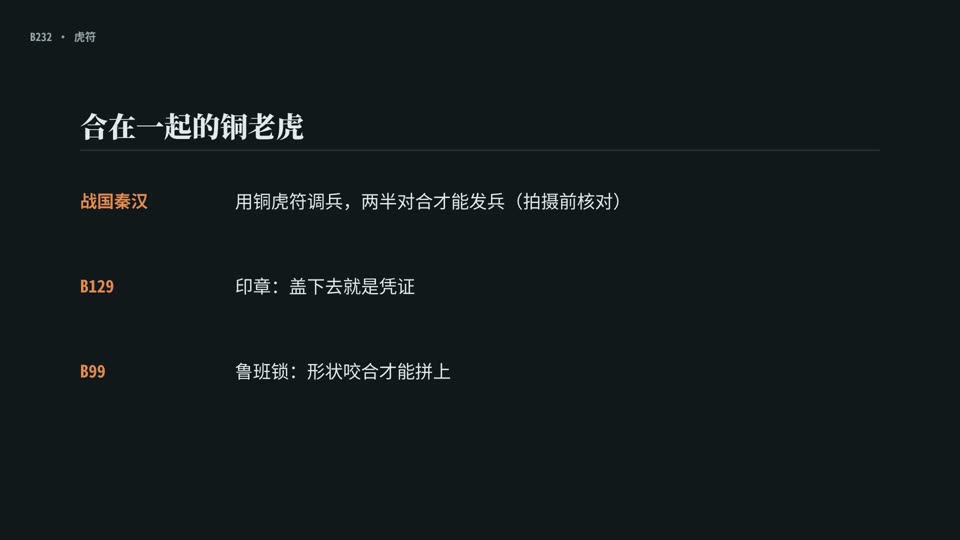 B232 • 虎符
合在一起的铜老虎
战国秦汉 用铜虎符调兵，两半对合才能发兵（拍摄前核对）
B129 印章：盖下去就是凭证
B99 鲁班锁：形状咬合才能拼上